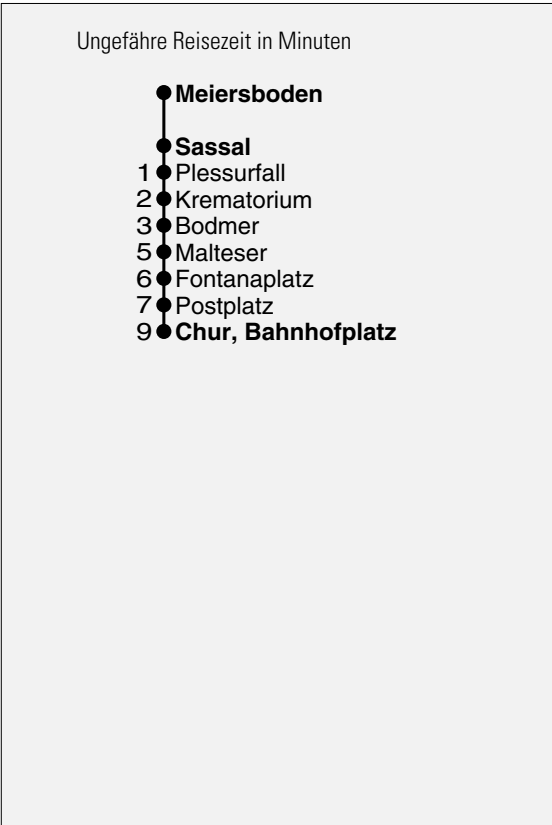 Ungefähre Reisezeit in Minuten
Meiersboden
Sassal
1 Plessurfall
2 Krematorium
3 Bodmer
5 Malteser
6 Fontanaplatz
7 Postplatz
9 Chur, Bahnhofplatz